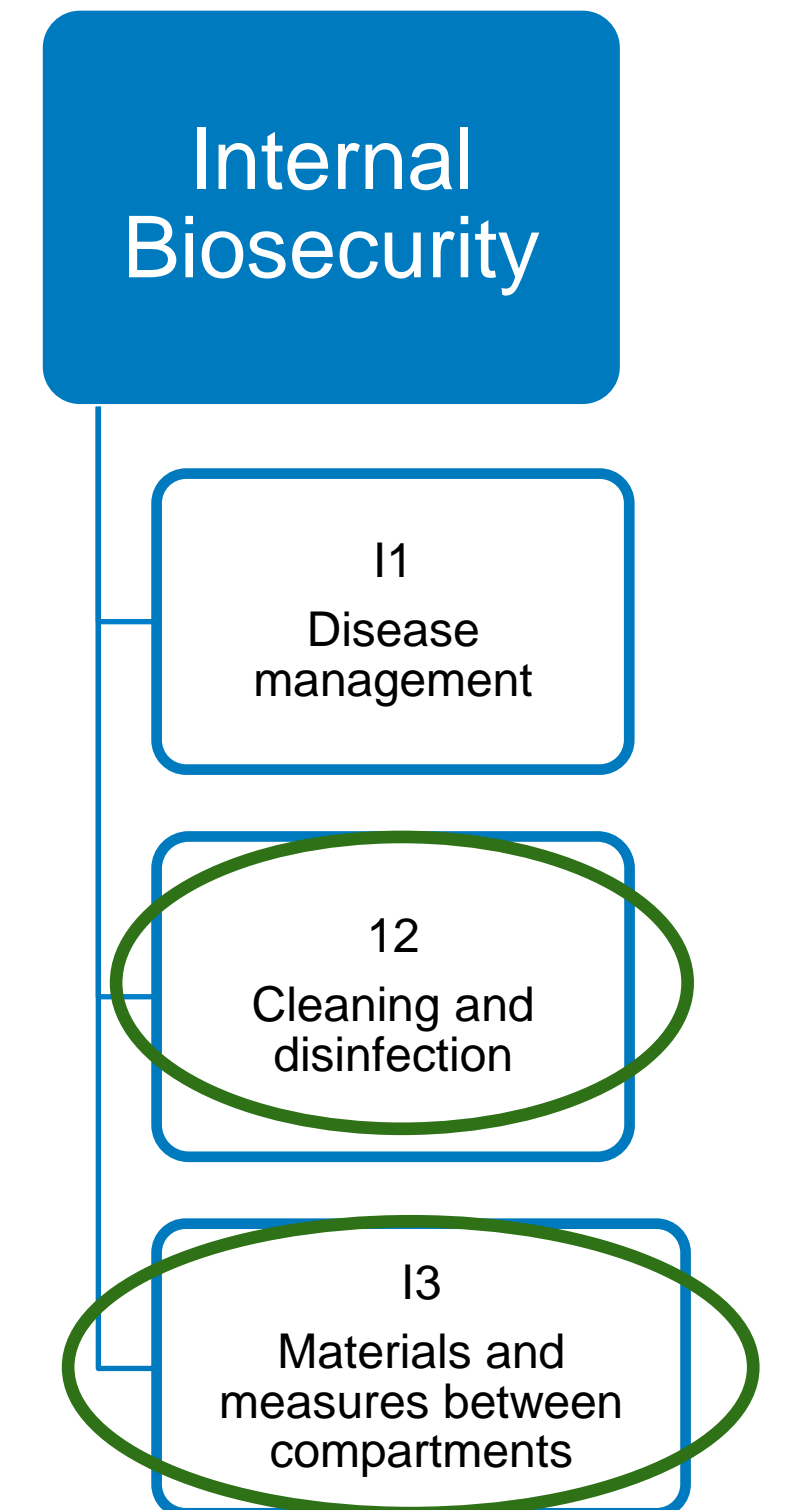 Internal
Biosecurity
I1
Disease
management
12
Cleaning and
disinfection
I3
Materials and
measures between
compartments